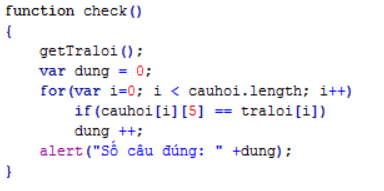 function check()
{
    getTraloi();
    var dung = 0;
    for(var i=0; i < cauhoi.length; i++)
        if(cauhoi[i][5] == traloi[i])
        dung ++;
    alert("Số câu đúng: " +dung);
}